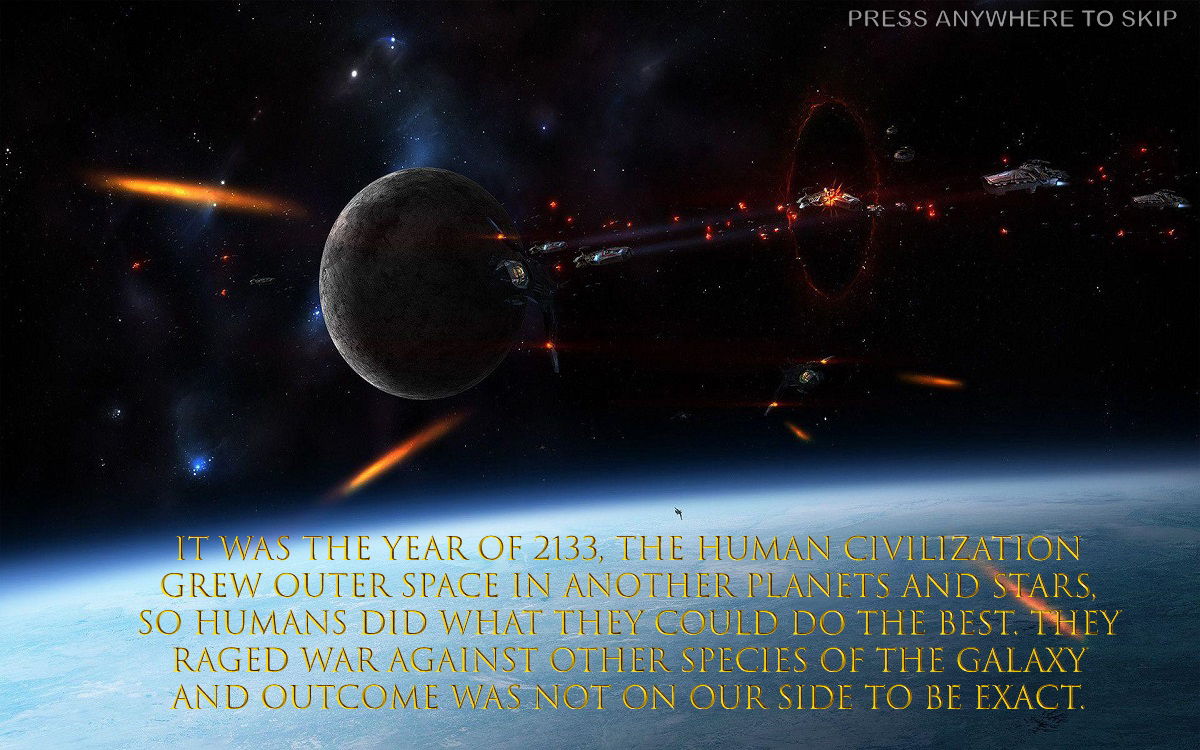 PRESS ANYWHERE TO SKIP
IT WAS THE YEAR OF 2133, THE HUMAN CIVILIZATION
GREW OUTER SPACE IN ANOTHER PLANETS AND STARS,
SO HUMANS DID WHAT THEY COULD DO THE BEST. THEY
RAGED WAR AGAINST OTHER SPECIES OF THE GALAXY
AND OUTCOME WAS NOT ON OUR SIDE TO BE EXACT.